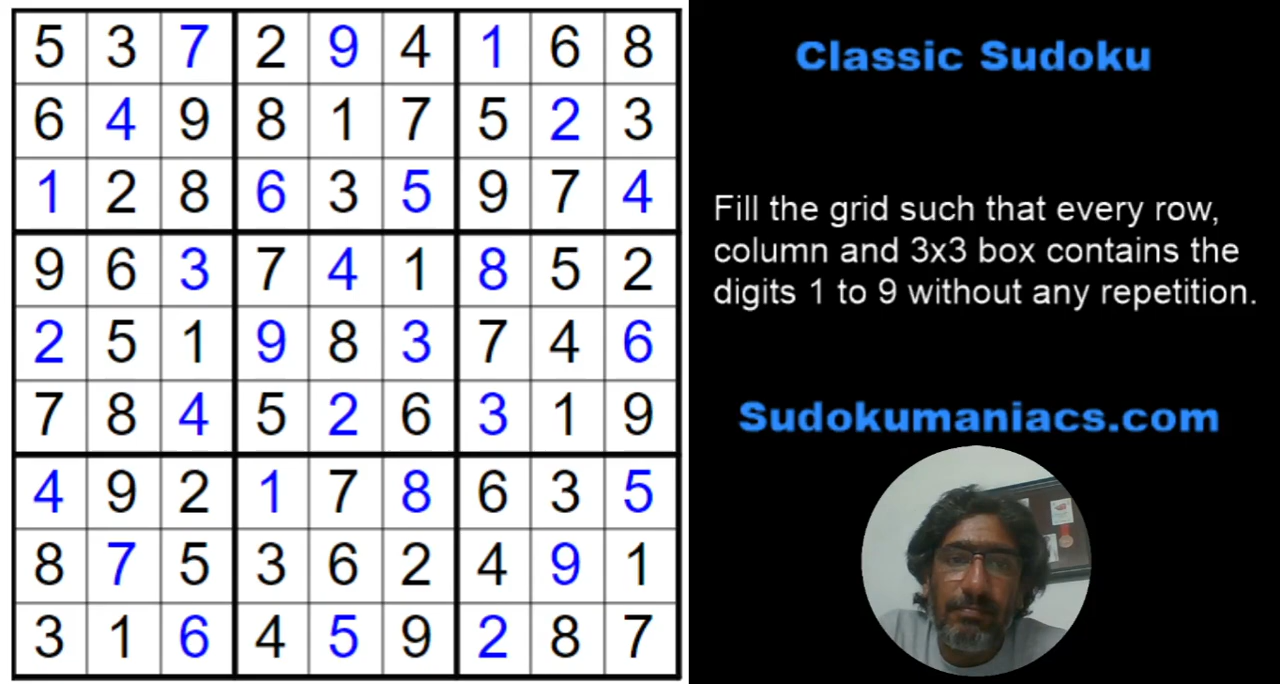 5 3 7 2 9 4 1 6 8
6 4 9 8 1 7 5 2 3
1 2 8 6 3 5 9 7 4
9 6 3 7 4 1 8 5 2
2 5 1 9 8 3 7 4 6
7 8 4 5 2 6 3 1 9
4 9 2 1 7 8 6 3 5
8 7 5 3 6 2 4 9 1
3 1 6 4 5 9 2 8 7
Classic Sudoku
Fill the grid such that every row,
column and 3x3 box contains the
digits 1 to 9 without any repetition.
Sudokumaniacs.com